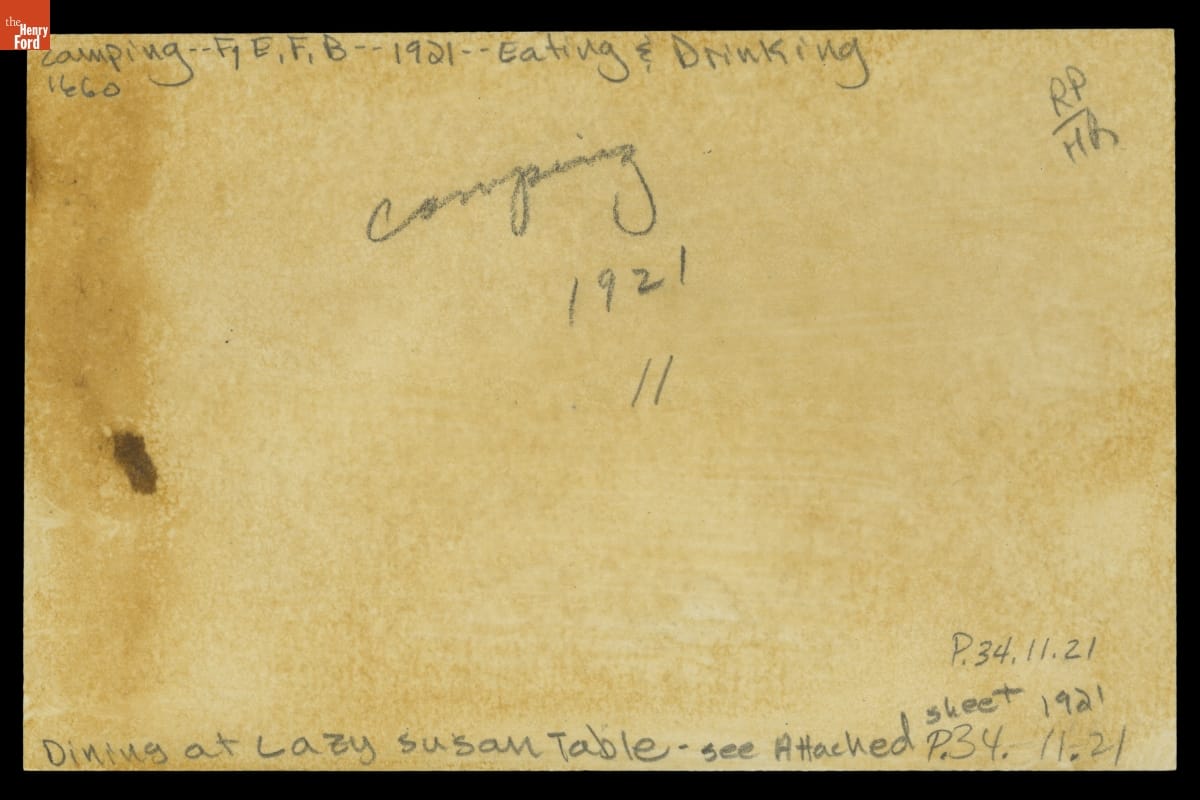 the
Henry
Ford
Camping--F, E, F, B--1921--Eating & Drinking
1660
RP
HB
Camping
1921
11
P.34.11.21
sheet 1921
Dining at Lazy Susan Table - see Attached P.34.-11.21